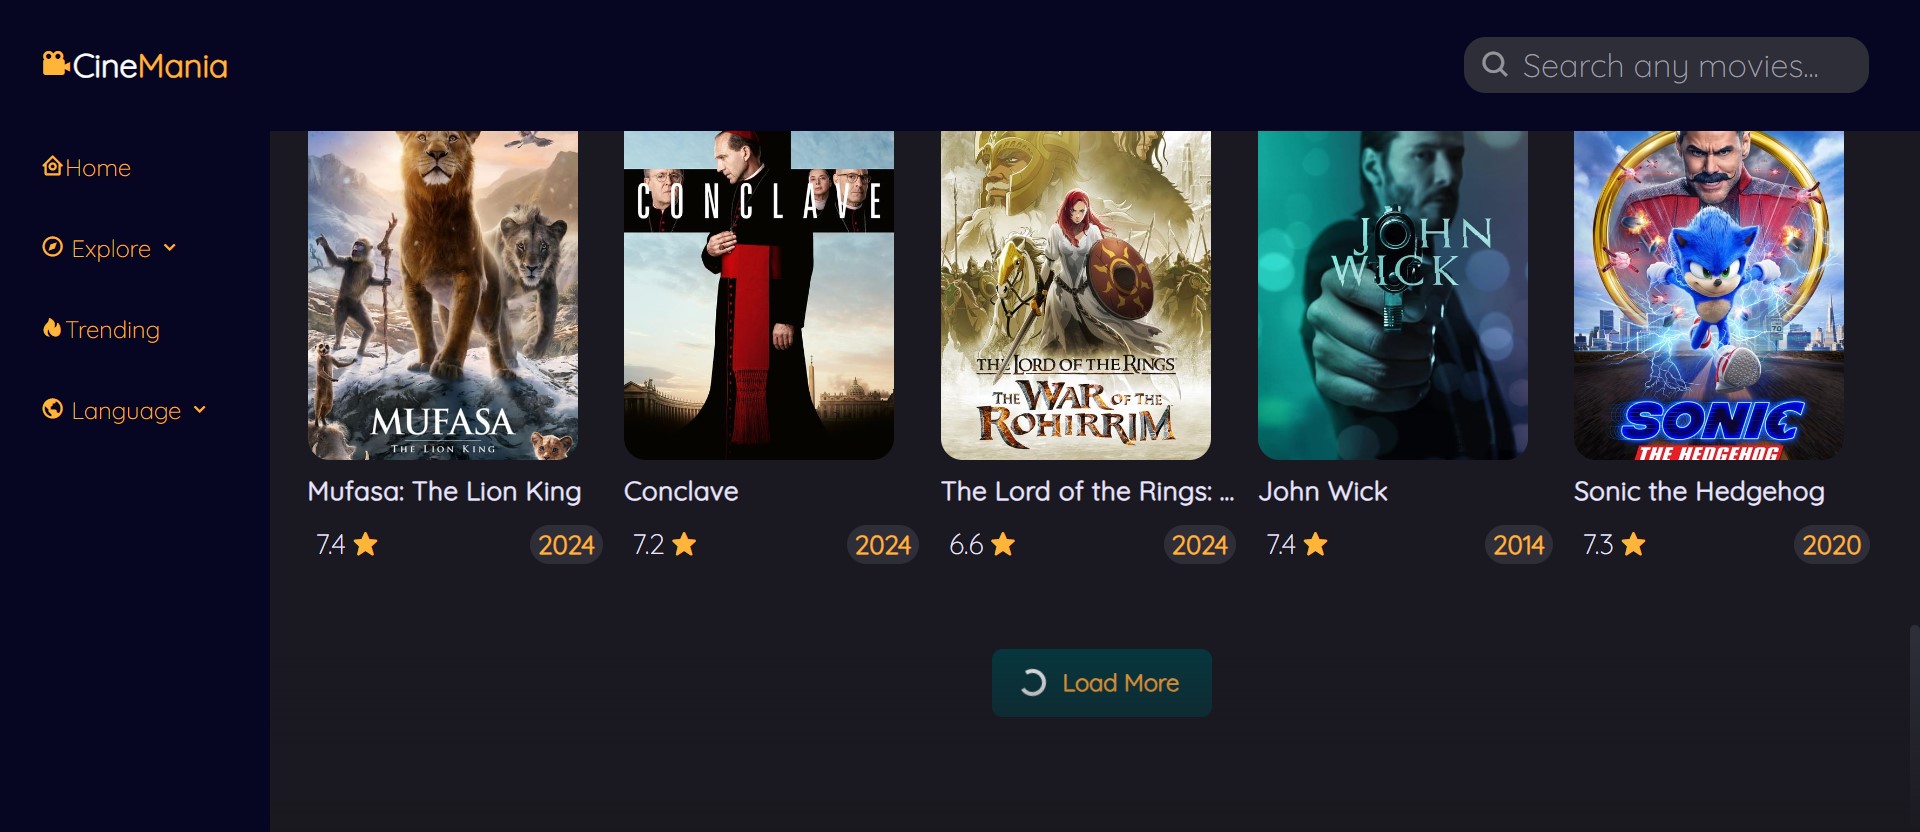 CineMania
Search any movies...
Home
Explore
Trending
Language
MUFASA
THE LION KING
CONCLAVE
THE LORD OF THE RINGS
THE WAR OF THE
ROHIRRIM
JOHN
WICK
70
SONIC
THE HEDGEHOG
Mufasa: The Lion King
Conclave
The Lord of the Rings: ...
John Wick
Sonic the Hedgehog
7.4
2024
7.2
2024
6.6
2024
7.4
2014
7.3
2020
Load More